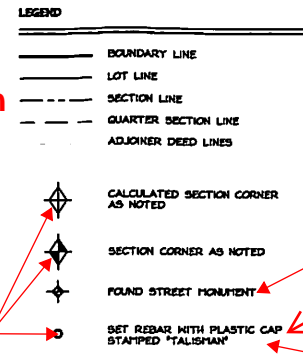 LEGEND
BOUNDARY LINE
LOT LINE
SECTION LINE
QUARTER SECTION LINE
ADJOINER DEED LINES
CALCULATED SECTION CORNER
AS NOTED
SECTION CORNER AS NOTED
FOUND STREET MONUMENT
SET REBAR WITH PLASTIC CAP
STAMPED "TALISMAN"